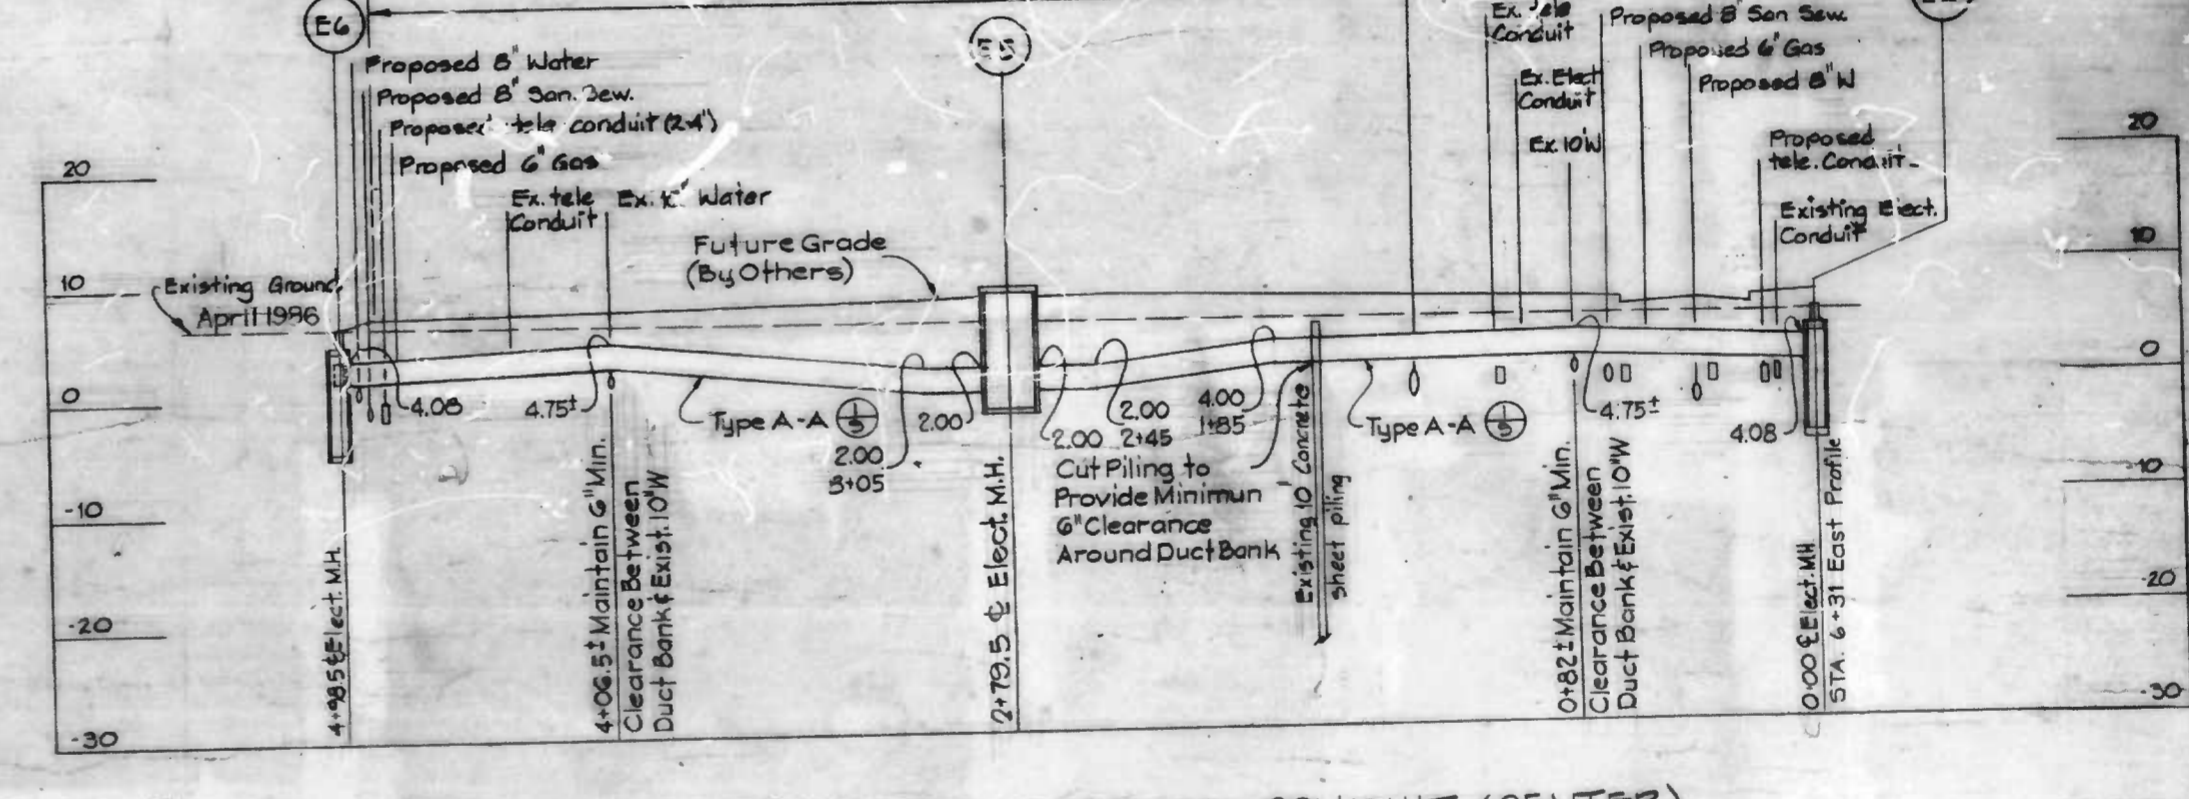 E6
E5
Proposed 8" Water
Proposed 8" San. Sew.
Proposed tele conduit (2-4")
Proposed 6" Gas
Ex. tele
Conduit
Ex. Water
Future Grade
(By Others)
Existing Ground
April 1986
Ex. tele
Conduit
Proposed 8" San Sew.
Proposed 6" Gas
Proposed 8" W
Ex. Elect
Conduit
Ex. 10"W
Proposed
tele. Conduit
Existing Elect.
Conduit
20
10
0
-10
-20
-30
20
10
0
-10
-20
-30
4.08
4.75±
Type A-A
2.00
3+05
2.00
2.00
2.00
2+45
4.00
1+85
Type A-A
4.75±
4.08
Cut Piling to
Provide Minimun
6" Clearance
Around Duct Bank
Existing 10" Concrete
sheet piling
4+98.5 ℄ Elect. M.H.
4+06.5± Maintain 6" Min.
Clearance Between
Duct Bank & Exist. 10"W
2+79.5 ℄ Elect. M.H.
0+82± Maintain 6" Min.
Clearance Between
Duct Bank & Exist. 10"W
0+00 ℄ Elect. MH
STA. 6+31 East Profile